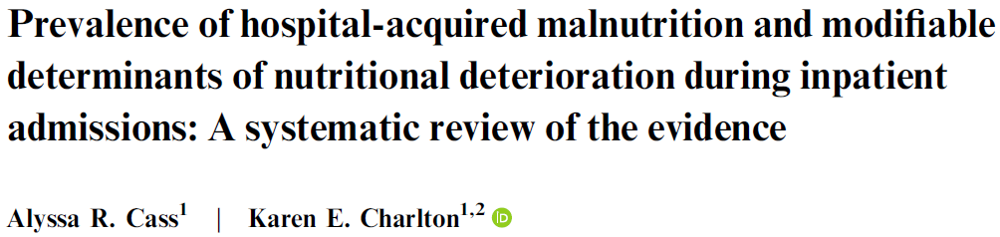 Prevalence of hospital-acquired malnutrition and modifiable
determinants of nutritional deterioration during inpatient
admissions: A systematic review of the evidence
Alyssa R. Cass1 | Karen E. Charlton1,2 iD